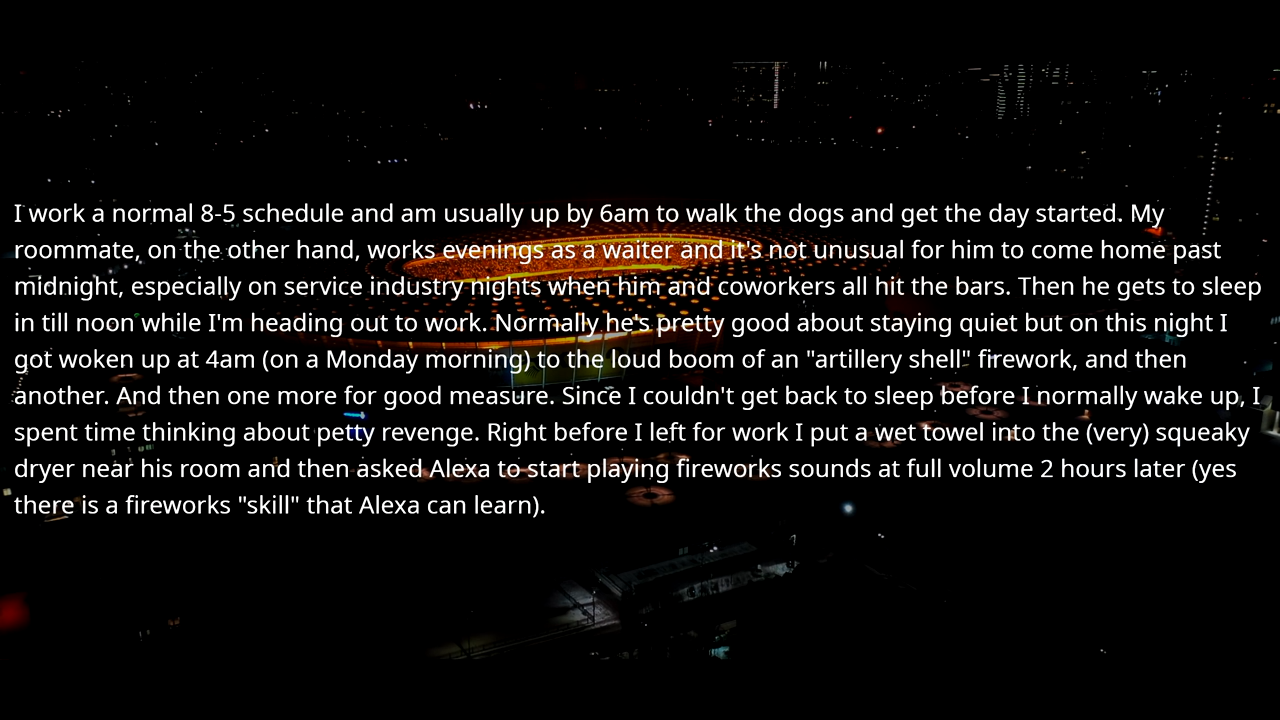 I work a normal 8-5 schedule and am usually up by 6am to walk the dogs and get the day started. My
roommate, on the other hand, works evenings as a waiter and it's not unusual for him to come home past
midnight, especially on service industry nights when him and coworkers all hit the bars. Then he gets to sleep
in till noon while I'm heading out to work. Normally he's pretty good about staying quiet but on this night I
got woken up at 4am (on a Monday morning) to the loud boom of an "artillery shell" firework, and then
another. And then one more for good measure. Since I couldn't get back to sleep before I normally wake up, I
spent time thinking about petty revenge. Right before I left for work I put a wet towel into the (very) squeaky
dryer near his room and then asked Alexa to start playing fireworks sounds at full volume 2 hours later (yes
there is a fireworks "skill" that Alexa can learn).